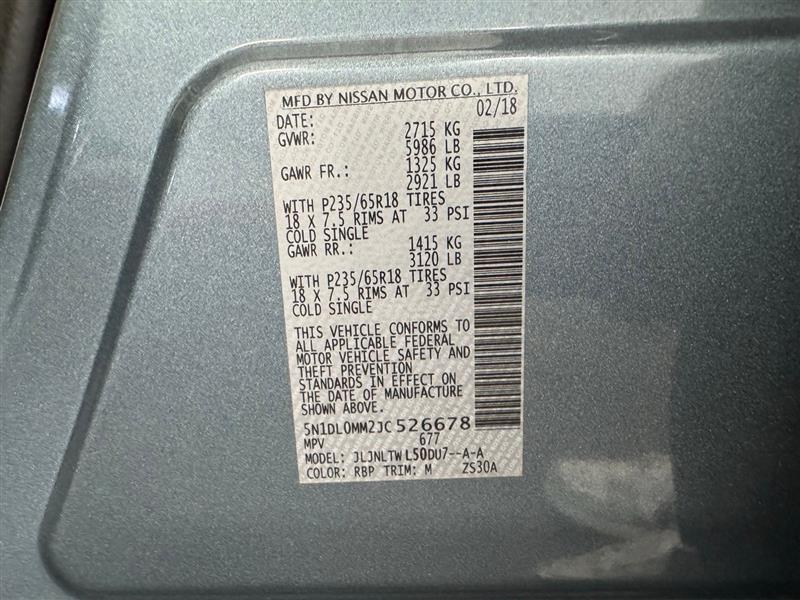 MFD BY NISSAN MOTOR CO., LTD.
DATE: 02/18
GVWR: 2715 KG
5986 LB
GAWR FR.: 1325 KG
2921 LB
WITH P235/65R18 TIRES
18 X 7.5 RIMS AT 33 PSI
COLD SINGLE
GAWR RR.: 1415 KG
3120 LB
WITH P235/65R18 TIRES
18 X 7.5 RIMS AT 33 PSI
COLD SINGLE
THIS VEHICLE CONFORMS TO
ALL APPLICABLE FEDERAL
MOTOR VEHICLE SAFETY AND
THEFT PREVENTION
STANDARDS IN EFFECT ON
THE DATE OF MANUFACTURE
SHOWN ABOVE.
5N1DL0MM2JC526678
MPV 677
MODEL: JLJNLTWL50DU7--A-A
COLOR: RBP TRIM: M ZS30A